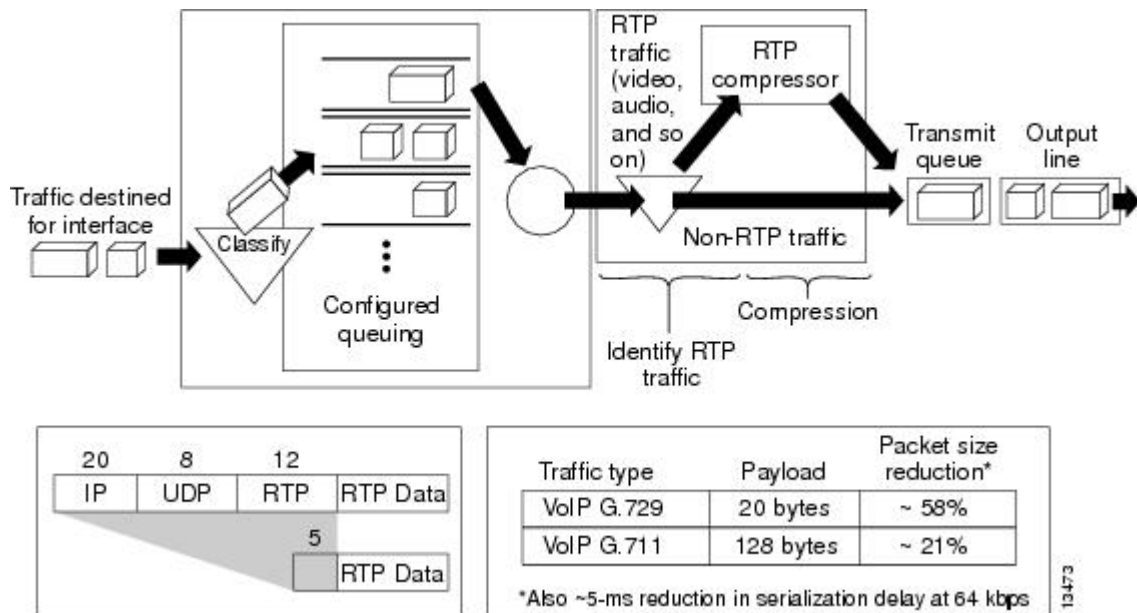 Traffic destined
for interface
Classify
Configured
queuing
RTP
traffic
(video,
audio,
and so
on)
RTP
compressor
Non-RTP traffic
Identify RTP
traffic
Compression
Transmit
queue
Output
line
20 8 12
IP UDP RTP RTP Data
5
RTP Data
Traffic type Payload Packet size
reduction*
VoIP G.729 20 bytes ~ 58%
VoIP G.711 128 bytes ~ 21%
*Also ~5-ms reduction in serialization delay at 64 kbps
13473